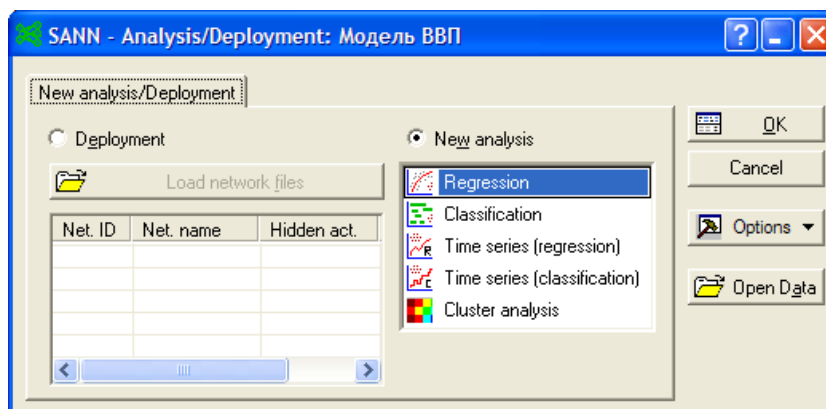 SANN - Analysis/Deployment: Модель ВВП
New analysis/Deployment
Deployment
New analysis
Load network files
Net. ID Net. name Hidden act.
Regression
Classification
Time series (regression)
Time series (classification)
Cluster analysis
OK
Cancel
Options
Open Data